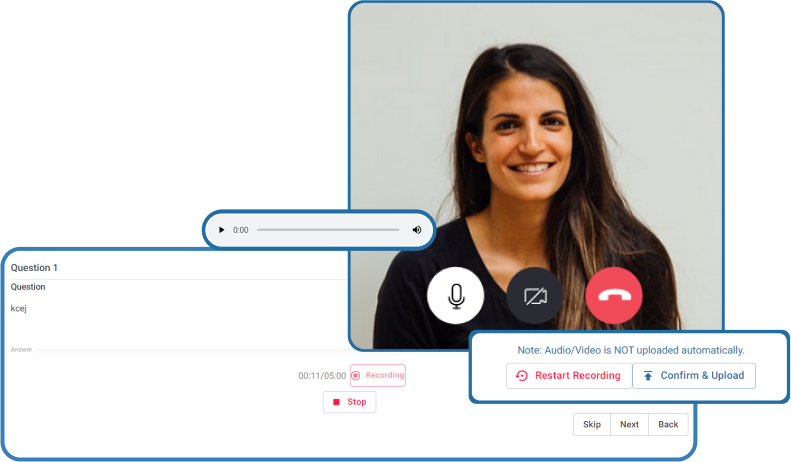 0:00
Question 1
Question
kcej
Answer
00:11/05:00 Recording
Stop
Note: Audio/Video is NOT uploaded automatically.
Restart Recording Confirm & Upload
Skip Next Back